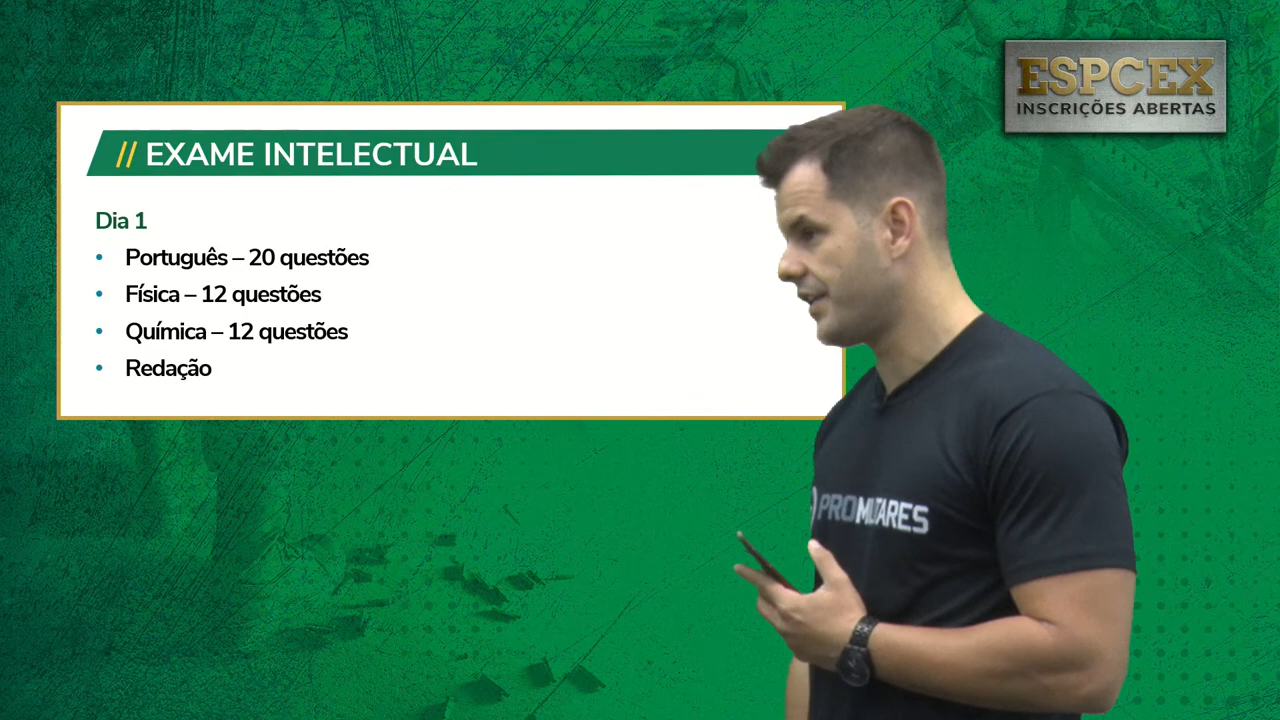 ESPCEX
INSCRIÇÕES ABERTAS
// EXAME INTELECTUAL
Dia 1
• Português – 20 questões
• Física – 12 questões
• Química – 12 questões
• Redação
PROMILITARES